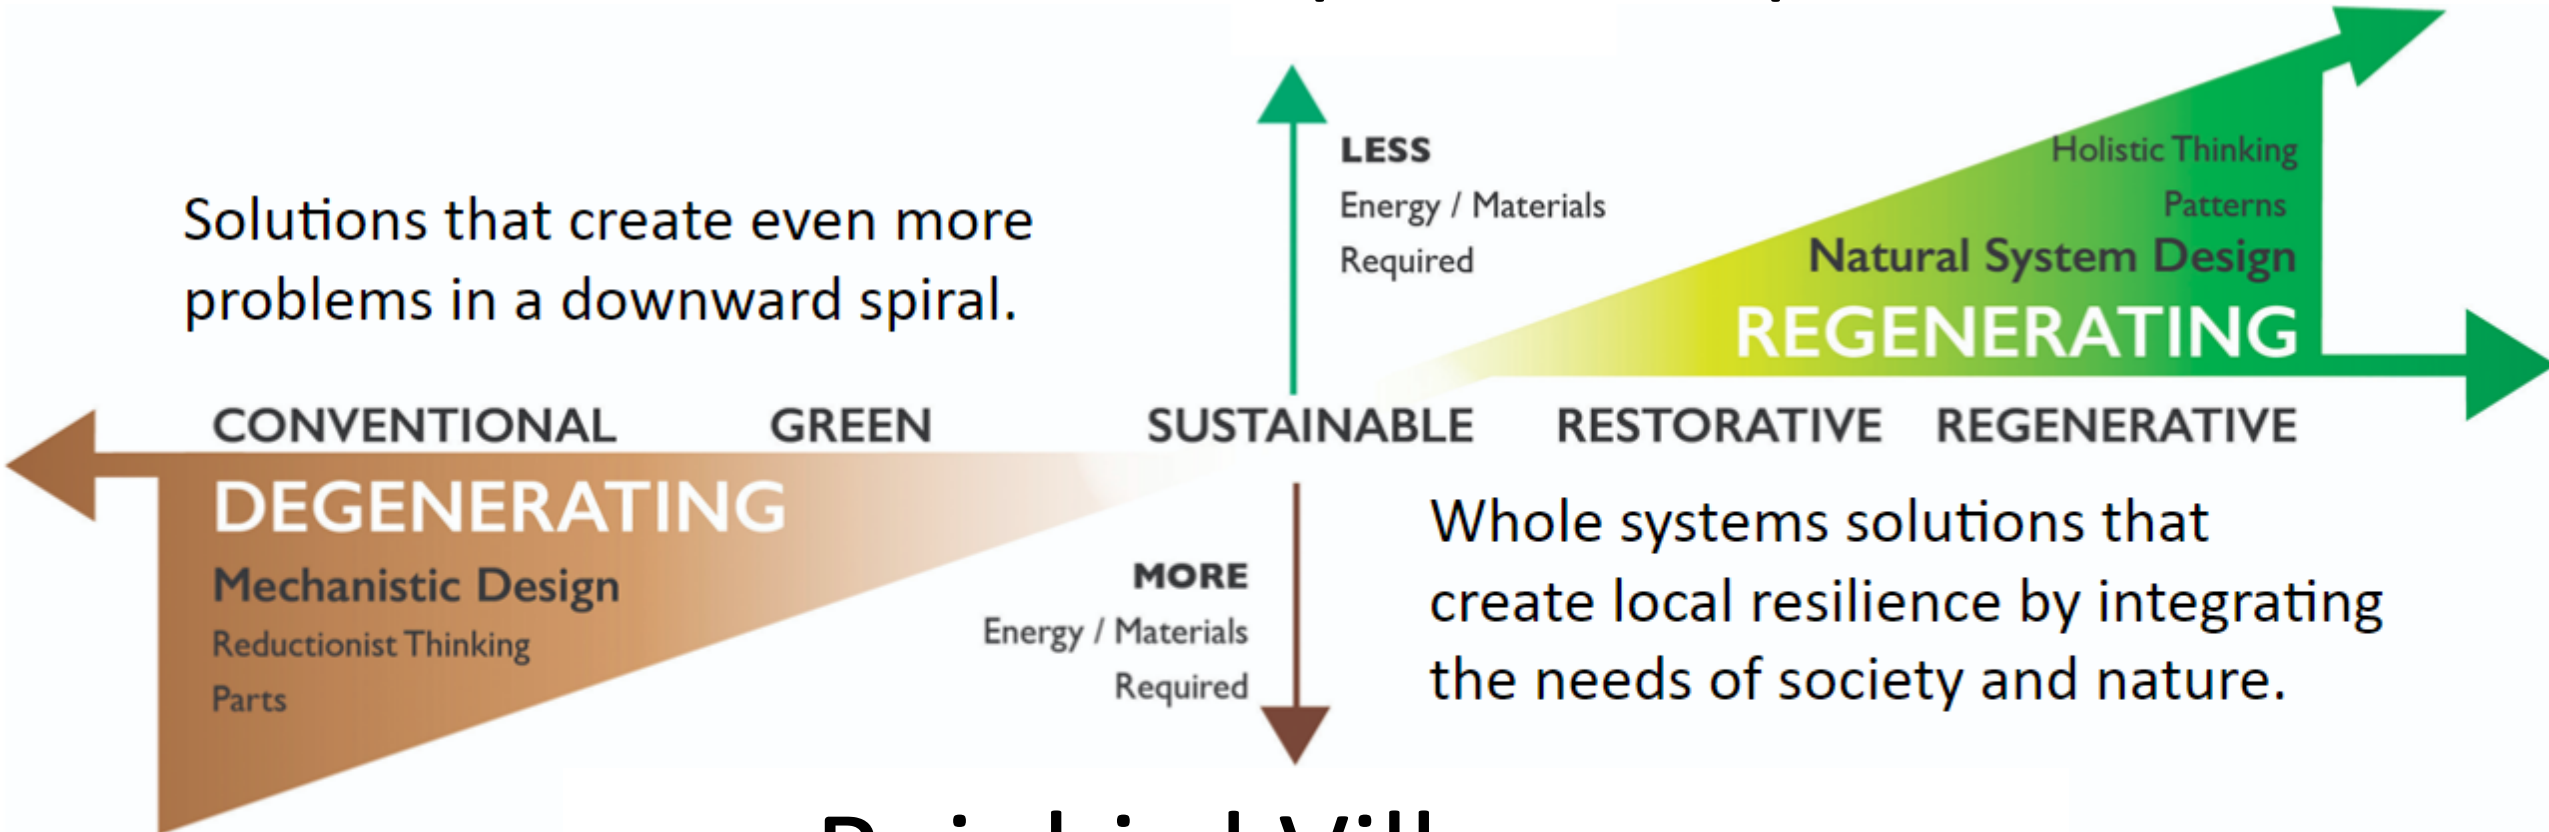 Solutions that create even more
problems in a downward spiral.
LESS
Energy / Materials
Required
Holistic Thinking
Patterns
Natural System Design
REGENERATING
CONVENTIONAL GREEN SUSTAINABLE RESTORATIVE REGENERATIVE
DEGENERATING
Mechanistic Design
Reductionist Thinking
Parts
MORE
Energy / Materials
Required
Whole systems solutions that
create local resilience by integrating
the needs of society and nature.